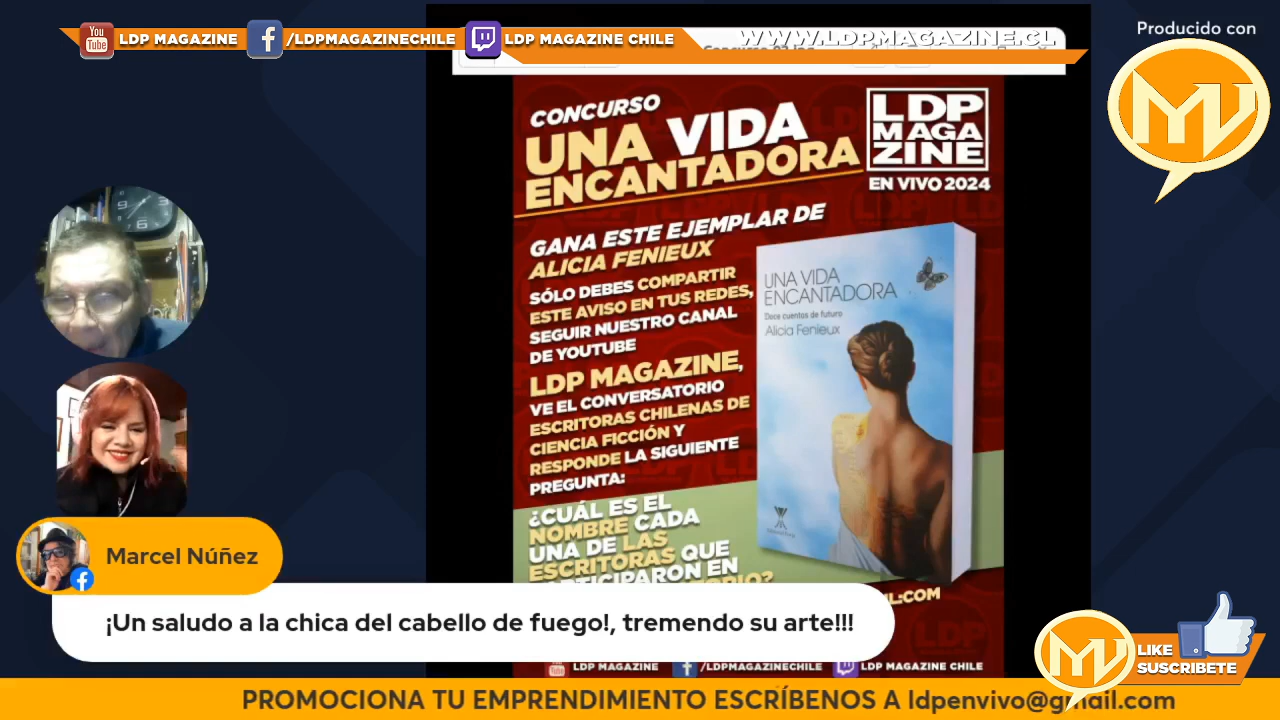 YouTube
LDP MAGAZINE
/LDPMAGAZINECHILE
LDP MAGAZINE CHILE
WWW.LDPMAGAZINE.CL
Producido con
MV
CONCURSO
UNA VIDA
ENCANTADORA
LDP
MAGA
ZINE
EN VIVO 2024
GANA ESTE EJEMPLAR DE
ALICIA FENIEUX
SÓLO DEBES COMPARTIR
ESTE AVISO EN TUS REDES,
SEGUIR NUESTRO CANAL
DE YOUTUBE
LDP MAGAZINE,
VE EL CONVERSATORIO
ESCRITORAS CHILENAS DE
CIENCIA FICCIÓN Y
RESPONDE LA SIGUIENTE
PREGUNTA:
¿CUÁL ES EL
NOMBRE CADA
UNA DE LAS
ESCRITORAS QUE
PARTICIPARON EN
UNA VIDA
ENCANTADORA
Doce cuentos de futuro
Alicia Fenieux
Marcel Núñez
¡Un saludo a la chica del cabello de fuego!, tremendo su arte!!!
LDP MAGAZINE
/LDPMAGAZINECHILE
LDP MAGAZINE CHILE
MV
LIKE
SUSCRIBETE
PROMOCIONA TU EMPRENDIMIENTO ESCRÍBENOS A ldpenvivo@gmail.com